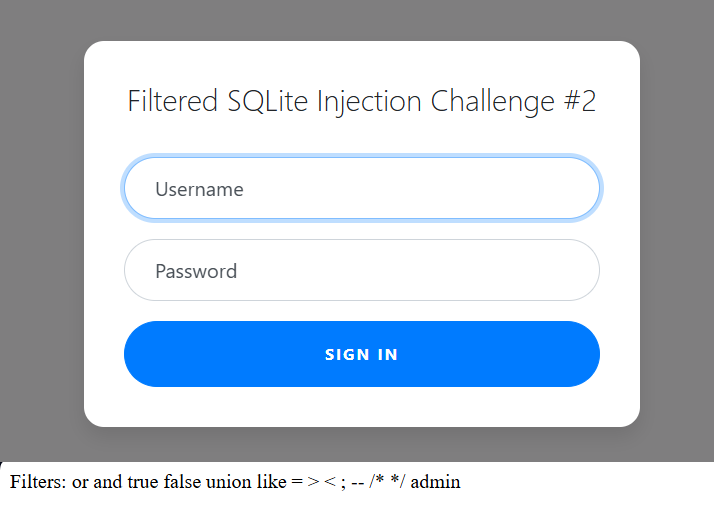 Filtered SQLite Injection Challenge #2
Username
Password
SIGN IN
Filters: or and true false union like = > < ; -- /* */ admin